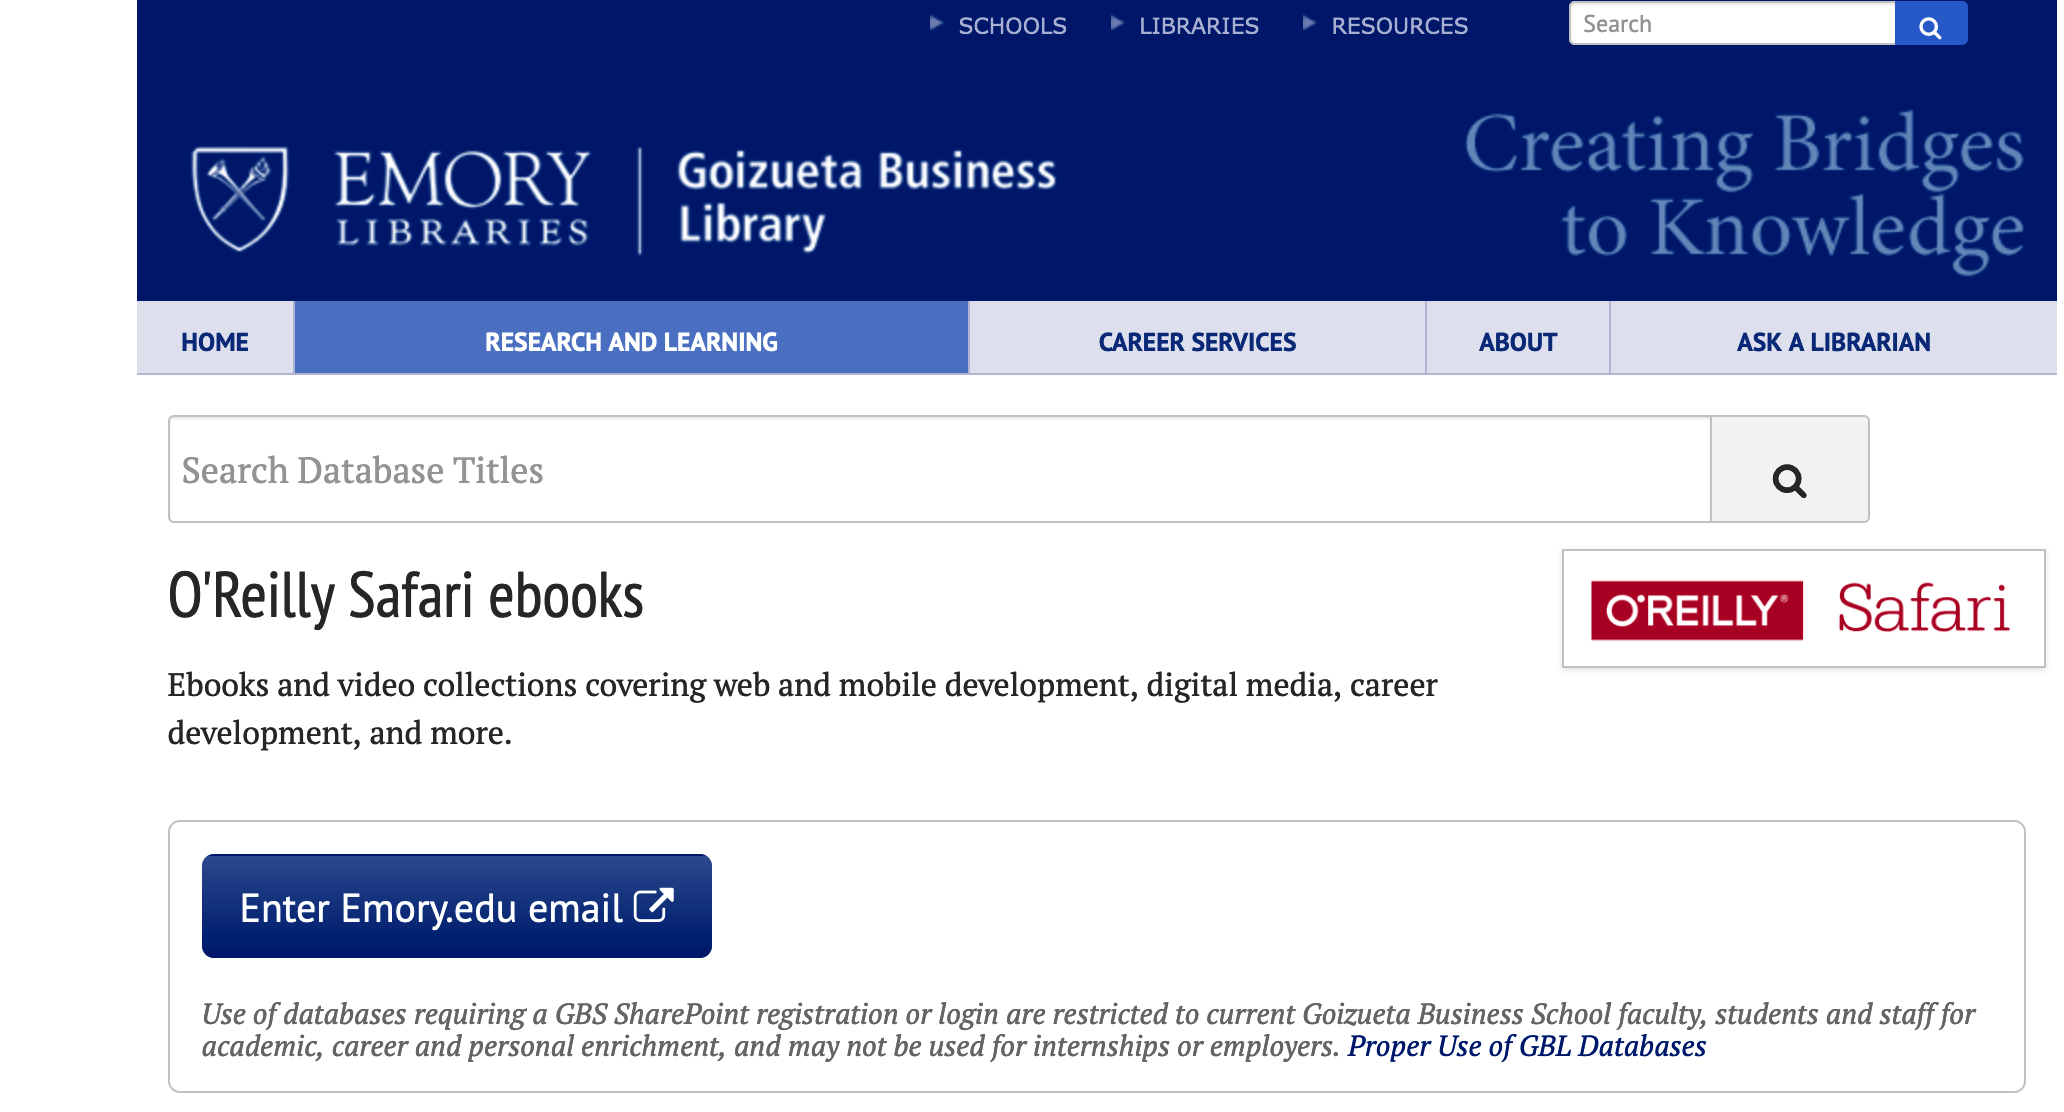 SCHOOLS LIBRARIES RESOURCES Search
EMORY LIBRARIES
Goizueta Business
Library
Creating Bridges
to Knowledge
HOME RESEARCH AND LEARNING CAREER SERVICES ABOUT ASK A LIBRARIAN
Search Database Titles
O'Reilly Safari ebooks
O'REILLY® Safari
Ebooks and video collections covering web and mobile development, digital media, career
development, and more.
Enter Emory.edu email
Use of databases requiring a GBS SharePoint registration or login are restricted to current Goizueta Business School faculty, students and staff for
academic, career and personal enrichment, and may not be used for internships or employers. Proper Use of GBL Databases